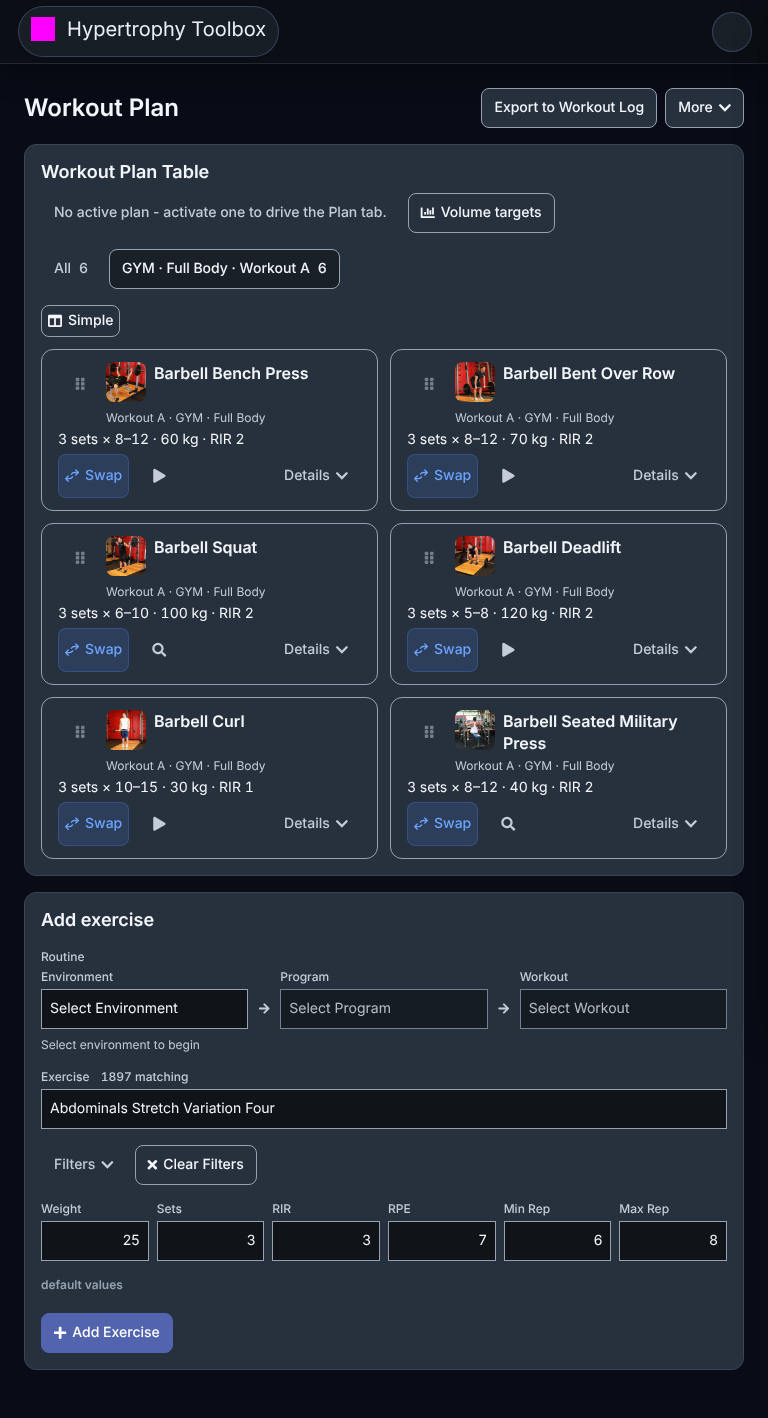 Hypertrophy Toolbox
Workout Plan
Export to Workout Log
More
Workout Plan Table
No active plan - activate one to drive the Plan tab.
Volume targets
All 6
GYM · Full Body · Workout A 6
Simple
Barbell Bench Press
Workout A · GYM · Full Body
3 sets × 8–12 · 60 kg · RIR 2
Swap
Details
Barbell Bent Over Row
Workout A · GYM · Full Body
3 sets × 8–12 · 70 kg · RIR 2
Swap
Details
Barbell Squat
Workout A · GYM · Full Body
3 sets × 6–10 · 100 kg · RIR 2
Swap
Details
Barbell Deadlift
Workout A · GYM · Full Body
3 sets × 5–8 · 120 kg · RIR 2
Swap
Details
Barbell Curl
Workout A · GYM · Full Body
3 sets × 10–15 · 30 kg · RIR 1
Swap
Details
Barbell Seated Military
Press
Workout A · GYM · Full Body
3 sets × 8–12 · 40 kg · RIR 2
Swap
Details
Add exercise
Routine
Environment
Program
Workout
Select Environment
Select Program
Select Workout
Select environment to begin
Exercise 1897 matching
Abdominals Stretch Variation Four
Filters
Clear Filters
Weight
Sets
RIR
RPE
Min Rep
Max Rep
25
3
3
7
6
8
default values
Add Exercise